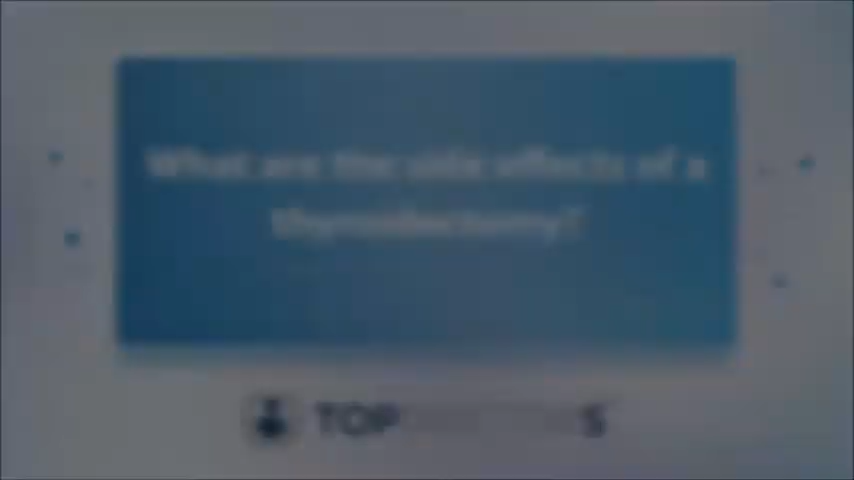 What are the side effects of a
thyroidectomy?
TOP